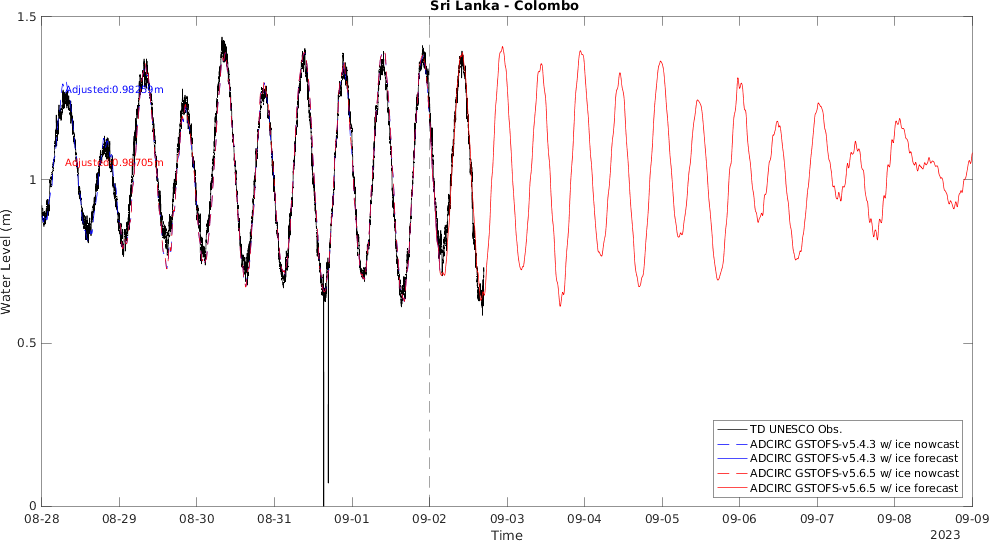 Sri Lanka - Colombo
1.5
Adjusted:0.98259m
Adjusted:0.98705m
1
Water Level (m)
0.5
TD UNESCO Obs.
ADCIRC GSTOFS-v5.4.3 w/ ice nowcast
ADCIRC GSTOFS-v5.4.3 w/ ice forecast
ADCIRC GSTOFS-v5.6.5 w/ ice nowcast
ADCIRC GSTOFS-v5.6.5 w/ ice forecast
0
08-28 08-29 08-30 08-31 09-01 09-02 09-03 09-04 09-05 09-06 09-07 09-08 09-09
Time
2023